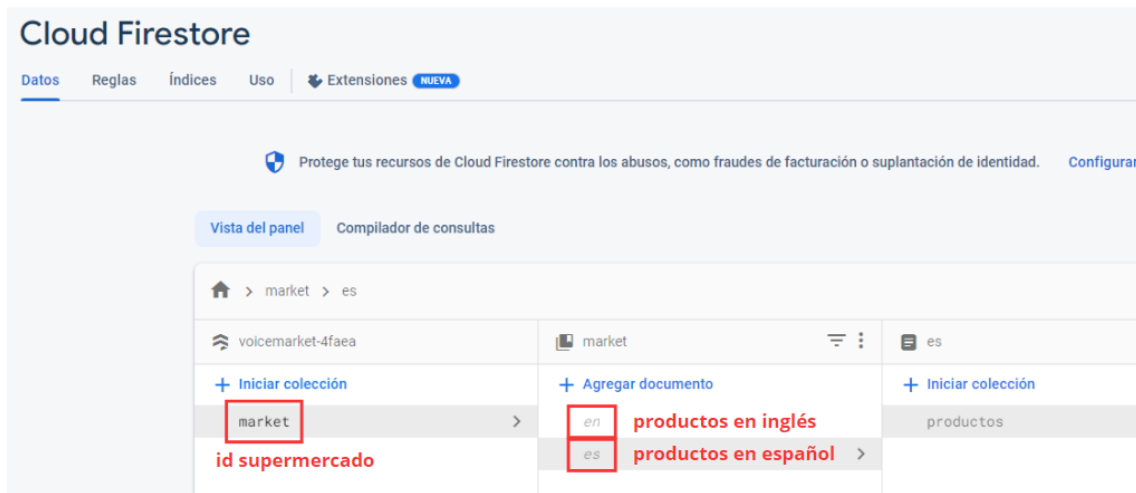 Cloud Firestore
Datos Reglas Índices Uso Extensiones NUEVA
Protege tus recursos de Cloud Firestore contra los abusos, como fraudes de facturación o suplantación de identidad. Configurar
Vista del panel Compilador de consultas
> market > es
voicemarket-4faea market es
+ Iniciar colección + Agregar documento + Iniciar colección
market > en productos en inglés productos
id supermercado es productos en español >